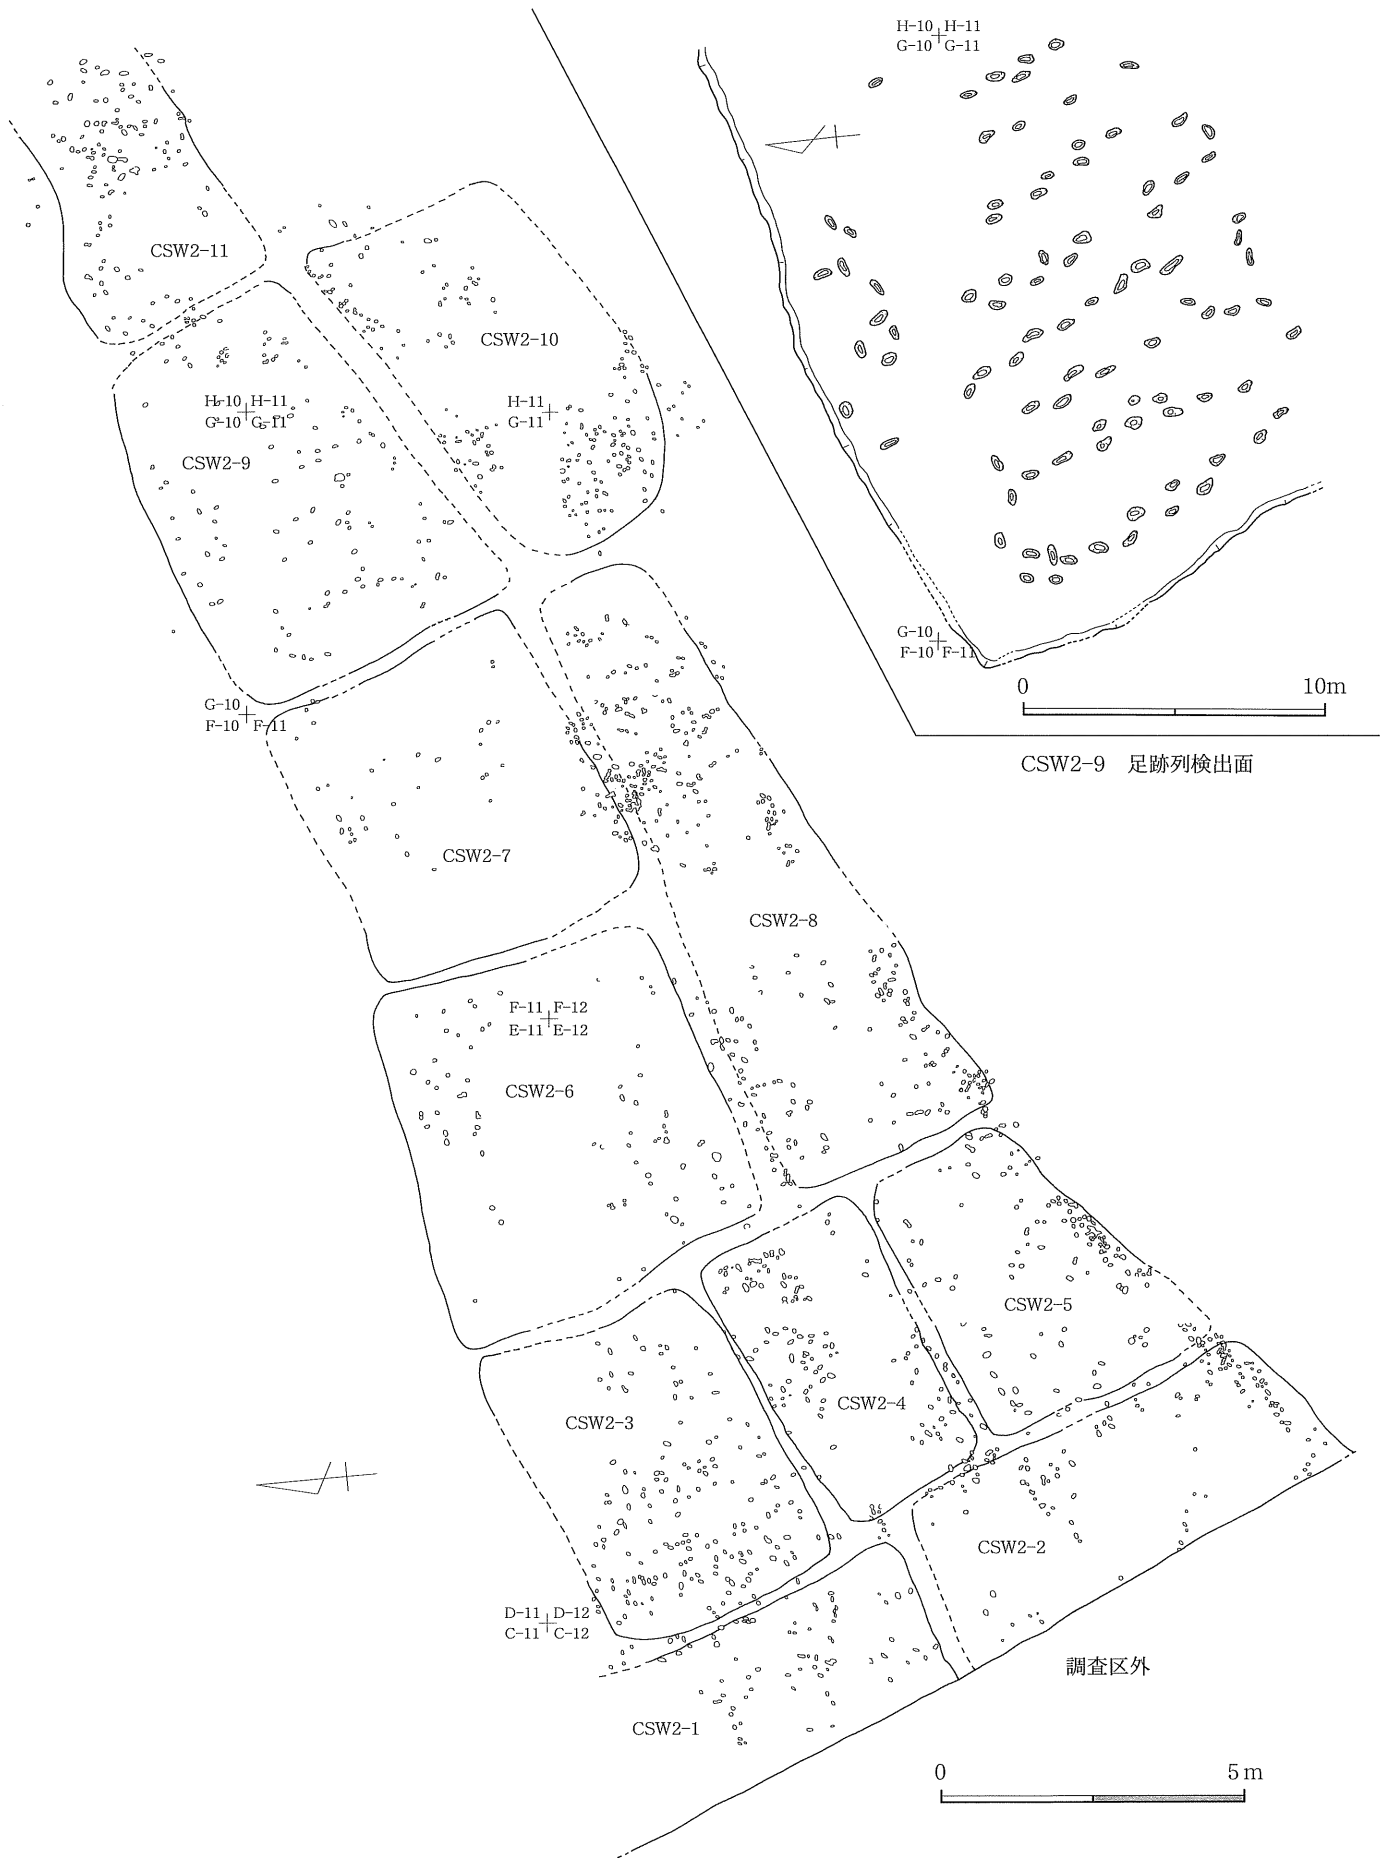 H-10 H-11
G-10 G-11
CSW2-11
CSW2-10
H-10 H-11
G-10 G-11
H-11
G-11
CSW2-9
G-10
F-10 F-11
0 10m
CSW2-9 足跡列検出面
G-10
F-10 F-11
CSW2-7
CSW2-8
F-11 F-12
E-11 E-12
CSW2-6
CSW2-5
CSW2-4
CSW2-3
CSW2-2
D-11 D-12
C-11 C-12
調査区外
CSW2-1
0 5m